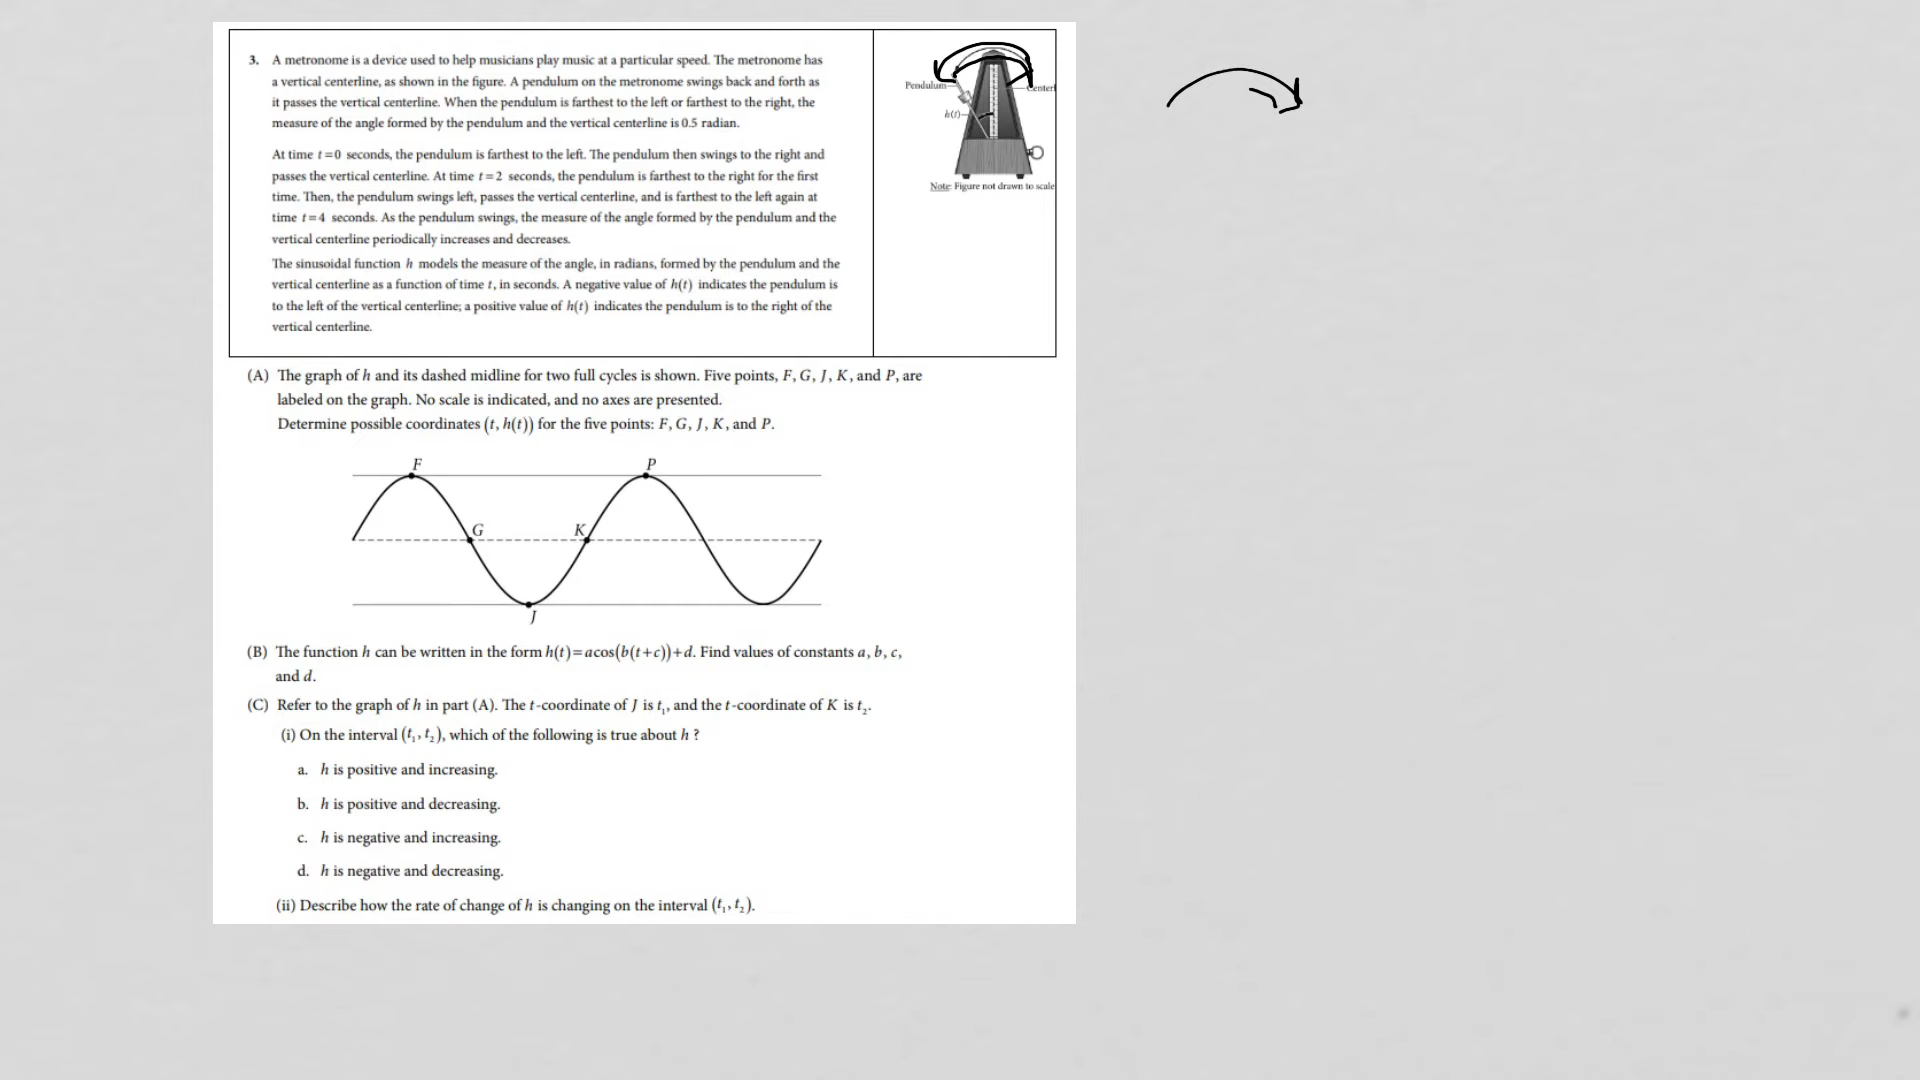 3. A metronome is a device used to help musicians play music at a particular speed. The metronome has
a vertical centerline, as shown in the figure. A pendulum on the metronome swings back and forth as
it passes the vertical centerline. When the pendulum is farthest to the left or farthest to the right, the
measure of the angle formed by the pendulum and the vertical centerline is 0.5 radian.
At time t=0 seconds, the pendulum is farthest to the left. The pendulum then swings to the right and
passes the vertical centerline. At time t=2 seconds, the pendulum is farthest to the right for the first
time. Then, the pendulum swings left, passes the vertical centerline, and is farthest to the left again at
time t=4 seconds. As the pendulum swings, the measure of the angle formed by the pendulum and the
vertical centerline periodically increases and decreases.
The sinusoidal function h models the measure of the angle, in radians, formed by the pendulum and the
vertical centerline as a function of time t, in seconds. A negative value of h(t) indicates the pendulum is
to the left of the vertical centerline; a positive value of h(t) indicates the pendulum is to the right of the
vertical centerline.
Pendulum
Centerl
h(t)
Note: Figure not drawn to scale
(A) The graph of h and its dashed midline for two full cycles is shown. Five points, F, G, J, K, and P, are
labeled on the graph. No scale is indicated, and no axes are presented.
Determine possible coordinates (t, h(t)) for the five points: F, G, J, K, and P.
F
P
G
K
J
(B) The function h can be written in the form h(t)=acos(b(t+c))+d. Find values of constants a, b, c,
and d.
(C) Refer to the graph of h in part (A). The t-coordinate of J is t₁, and the t-coordinate of K is t₂.
(i) On the interval (t₁, t₂), which of the following is true about h ?
a. h is positive and increasing.
b. h is positive and decreasing.
c. h is negative and increasing.
d. h is negative and decreasing.
(ii) Describe how the rate of change of h is changing on the interval (t₁, t₂).